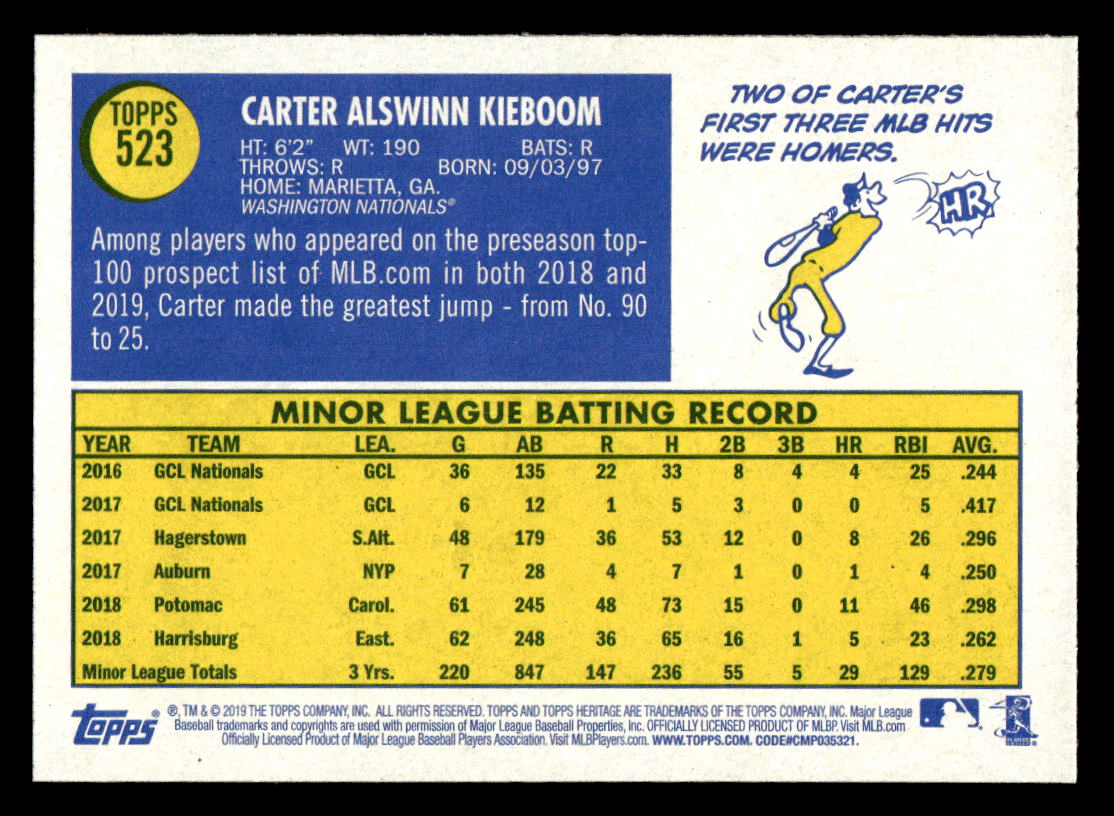 TOPPS
523
CARTER ALSWINN KIEBOOM
HT: 6'2" WT: 190 BATS: R
THROWS: R BORN: 09/03/97
HOME: MARIETTA, GA.
WASHINGTON NATIONALS®
Among players who appeared on the preseason top-
100 prospect list of MLB.com in both 2018 and
2019, Carter made the greatest jump - from No. 90
to 25.
TWO OF CARTER'S
FIRST THREE MLB HITS
WERE HOMERS.
HR
MINOR LEAGUE BATTING RECORD
YEAR TEAM LEA. G AB R H 2B 3B HR RBI AVG.
2016 GCL Nationals GCL 36 135 22 33 8 4 4 25 .244
2017 GCL Nationals GCL 6 12 1 5 3 0 0 5 .417
2017 Hagerstown S.Alt. 48 179 36 53 12 0 8 26 .296
2017 Auburn NYP 7 28 4 7 1 0 1 4 .250
2018 Potomac Carol. 61 245 48 73 15 0 11 46 .298
2018 Harrisburg East. 62 248 36 65 16 1 5 23 .262
Minor League Totals 3 Yrs. 220 847 147 236 55 5 29 129 .279
TOPPS®
®, TM & © 2019 THE TOPPS COMPANY, INC. ALL RIGHTS RESERVED. TOPPS AND TOPPS HERITAGE ARE TRADEMARKS OF THE TOPPS COMPANY, INC. Major League
Baseball trademarks and copyrights are used with permission of Major League Baseball Properties, Inc. OFFICIALLY LICENSED PRODUCT OF MLBP. Visit MLB.com
Officially Licensed Product of Major League Baseball Players Association. Visit MLBPlayers.com. WWW.TOPPS.COM. CODE#CMP035321.